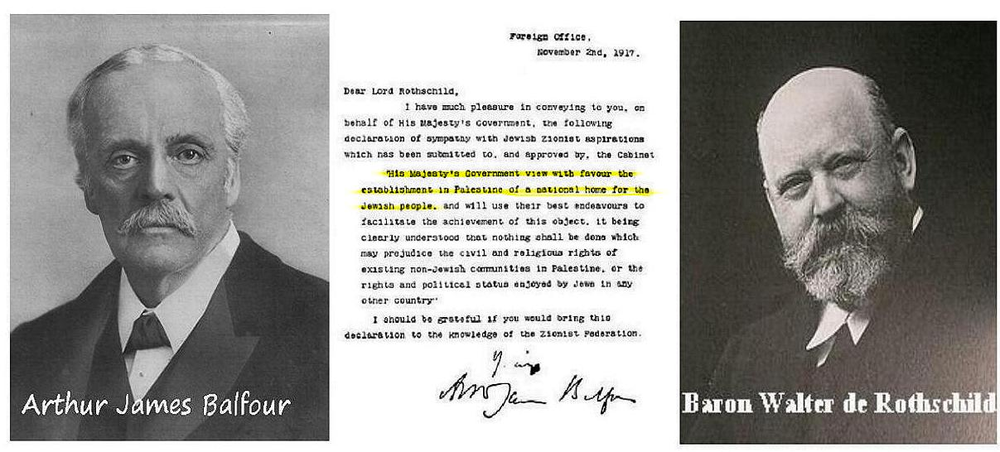 Foreign Office,
November 2nd, 1917.
Dear Lord Rothschild,
I have much pleasure in conveying to you, on
behalf of His Majesty's Government, the following
declaration of sympathy with Jewish Zionist aspirations
which has been submitted to, and approved by, the Cabinet
"His Majesty's Government view with favour the
establishment in Palestine of a national home for the
Jewish people, and will use their best endeavours to
facilitate the achievement of this object, it being
clearly understood that nothing shall be done which
may prejudice the civil and religious rights of
existing non-Jewish communities in Palestine, or the
rights and political status enjoyed by Jews in any
other country"
I should be grateful if you would bring this
declaration to the knowledge of the Zionist Federation.
Arthur James Balfour
Arthur James Balfour
Baron Walter de Rothschild